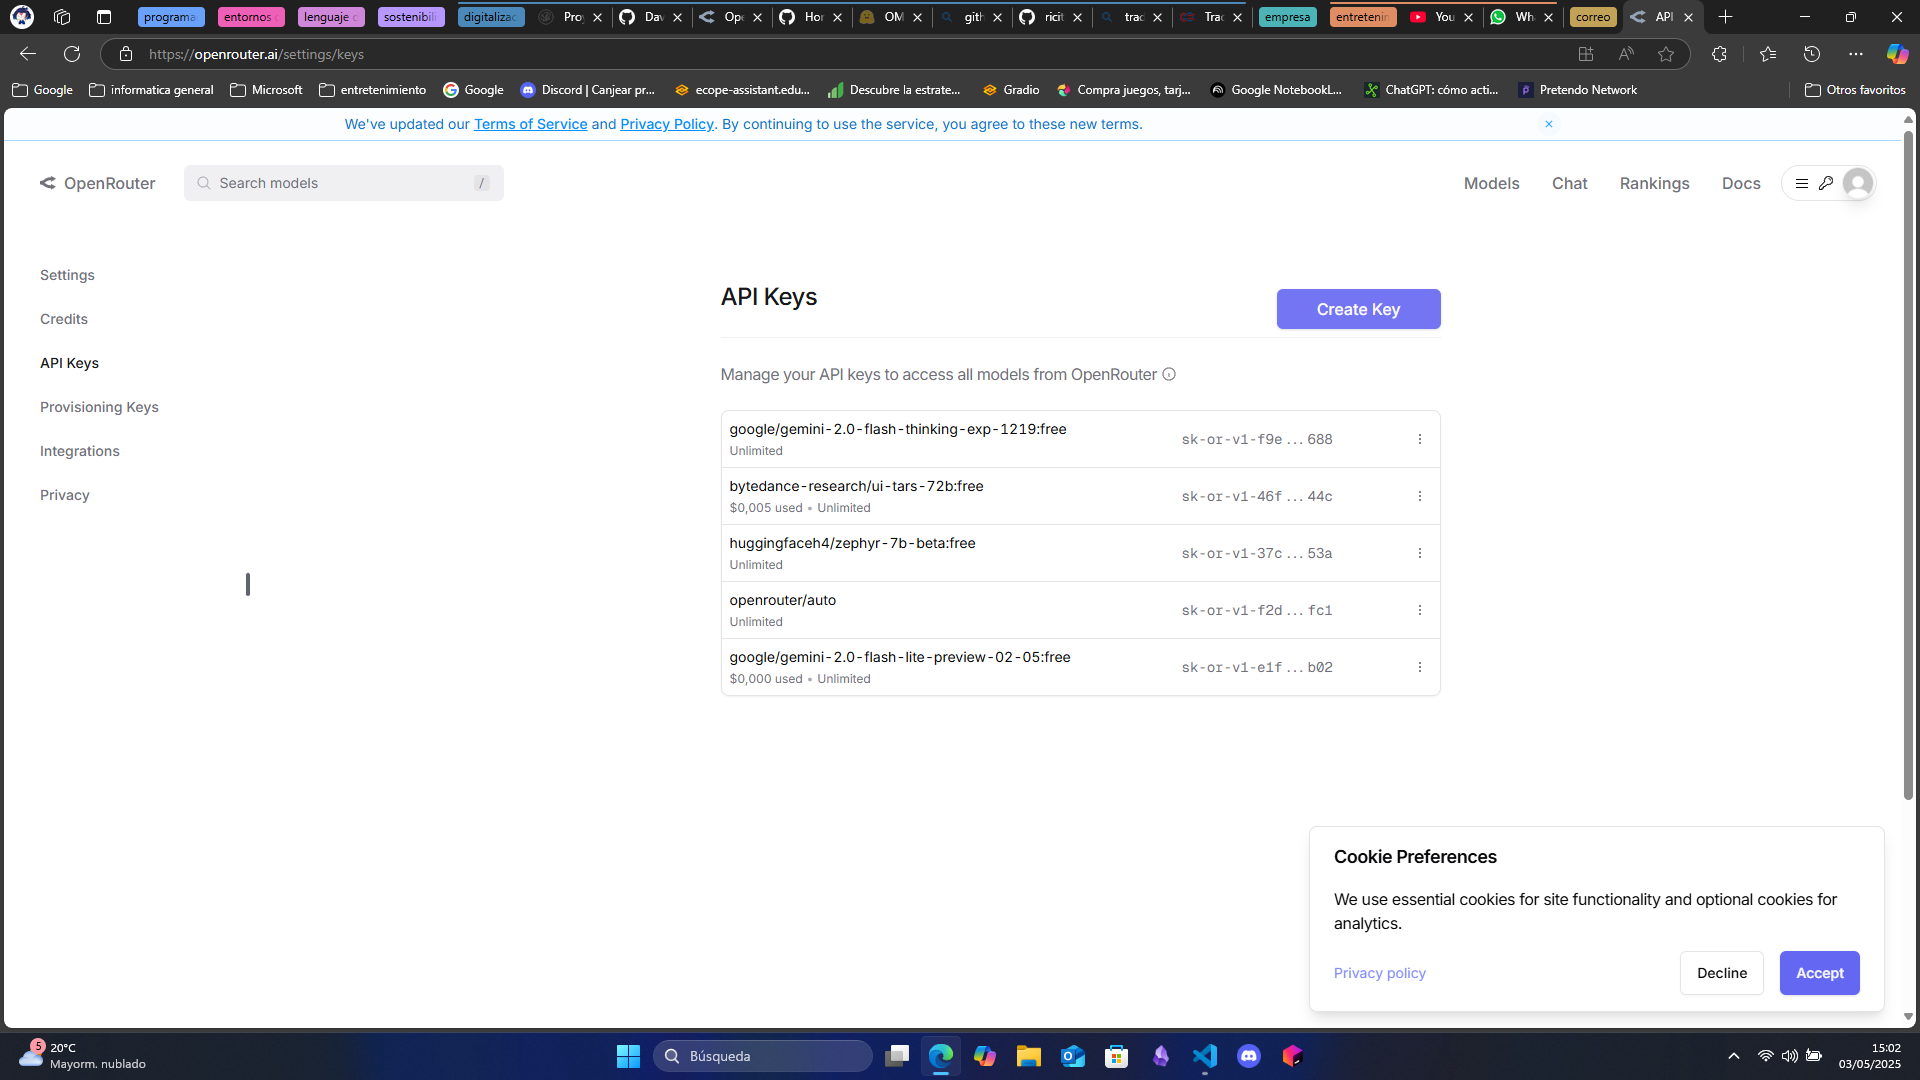 programa
entornos
lenguaje
sostenibili
digitalizac
Pro
Dav
Ope
Hor
OM
gith
ricit
trad
Trad
empresa
entretenin
You
Wha
correo
API
https://openrouter.ai/settings/keys
Google
informatica general
Microsoft
entretenimiento
Google
Discord | Canjear pr...
ecope-assistant.edu...
Descubre la estrate...
Gradio
Compra juegos, tarj...
Google NotebookL...
ChatGPT: cómo acti...
Pretendo Network
Otros favoritos
We've updated our Terms of Service and Privacy Policy. By continuing to use the service, you agree to these new terms.
OpenRouter
Search models
/
Models
Chat
Rankings
Docs
Settings
Credits
API Keys
Provisioning Keys
Integrations
Privacy
API Keys
Create Key
Manage your API keys to access all models from OpenRouter
google/gemini-2.0-flash-thinking-exp-1219:free
Unlimited
sk-or-v1-f9e...688
bytedance-research/ui-tars-72b:free
$0,005 used • Unlimited
sk-or-v1-46f...44c
huggingfaceh4/zephyr-7b-beta:free
Unlimited
sk-or-v1-37c...53a
openrouter/auto
Unlimited
sk-or-v1-f2d...fc1
google/gemini-2.0-flash-lite-preview-02-05:free
$0,000 used • Unlimited
sk-or-v1-e1f...b02
Cookie Preferences
We use essential cookies for site functionality and optional cookies for
analytics.
Privacy policy
Decline
Accept
5
20°C
Mayorm. nublado
Búsqueda
15:02
03/05/2025